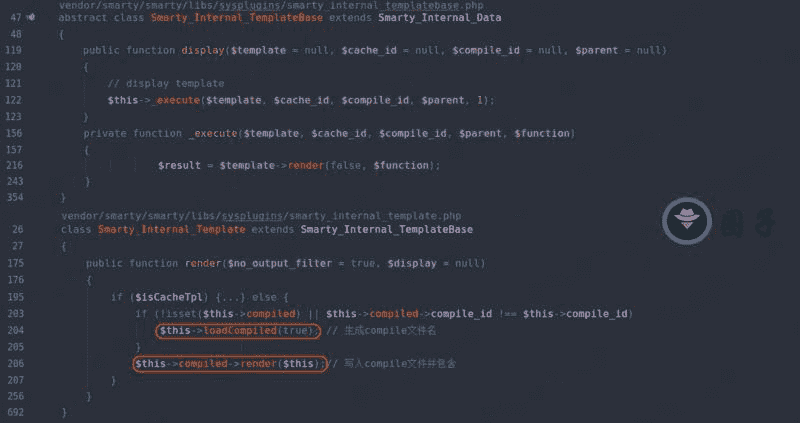 vendor/smarty/smarty/libs/sysplugins/smarty_internal_templatebase.php
47 abstract class Smarty_Internal_TemplateBase extends Smarty_Internal_Data
48 {
119 public function display($template = null, $cache_id = null, $compile_id = null, $parent = null)
120 {
121 // display template
122 $this->_execute($template, $cache_id, $compile_id, $parent, 1);
123 }
156 private function _execute($template, $cache_id, $compile_id, $parent, $function)
157 {
216 $result = $template->render(false, $function);
243 }
354 }
vendor/smarty/smarty/libs/sysplugins/smarty_internal_template.php
26 class Smarty_Internal_Template extends Smarty_Internal_TemplateBase
27 {
175 public function render($no_output_filter = true, $display = null)
176 {
195 if ($isCacheTpl) {...} else {
203 if (!isset($this->compiled) || $this->compiled->compile_id !== $this->compile_id)
204 $this->loadCompiled(true); // 生成compile文件名
205 }
206 $this->compiled->render($this); // 写入compile文件并包含
207 }
256 }
692 }
圈子